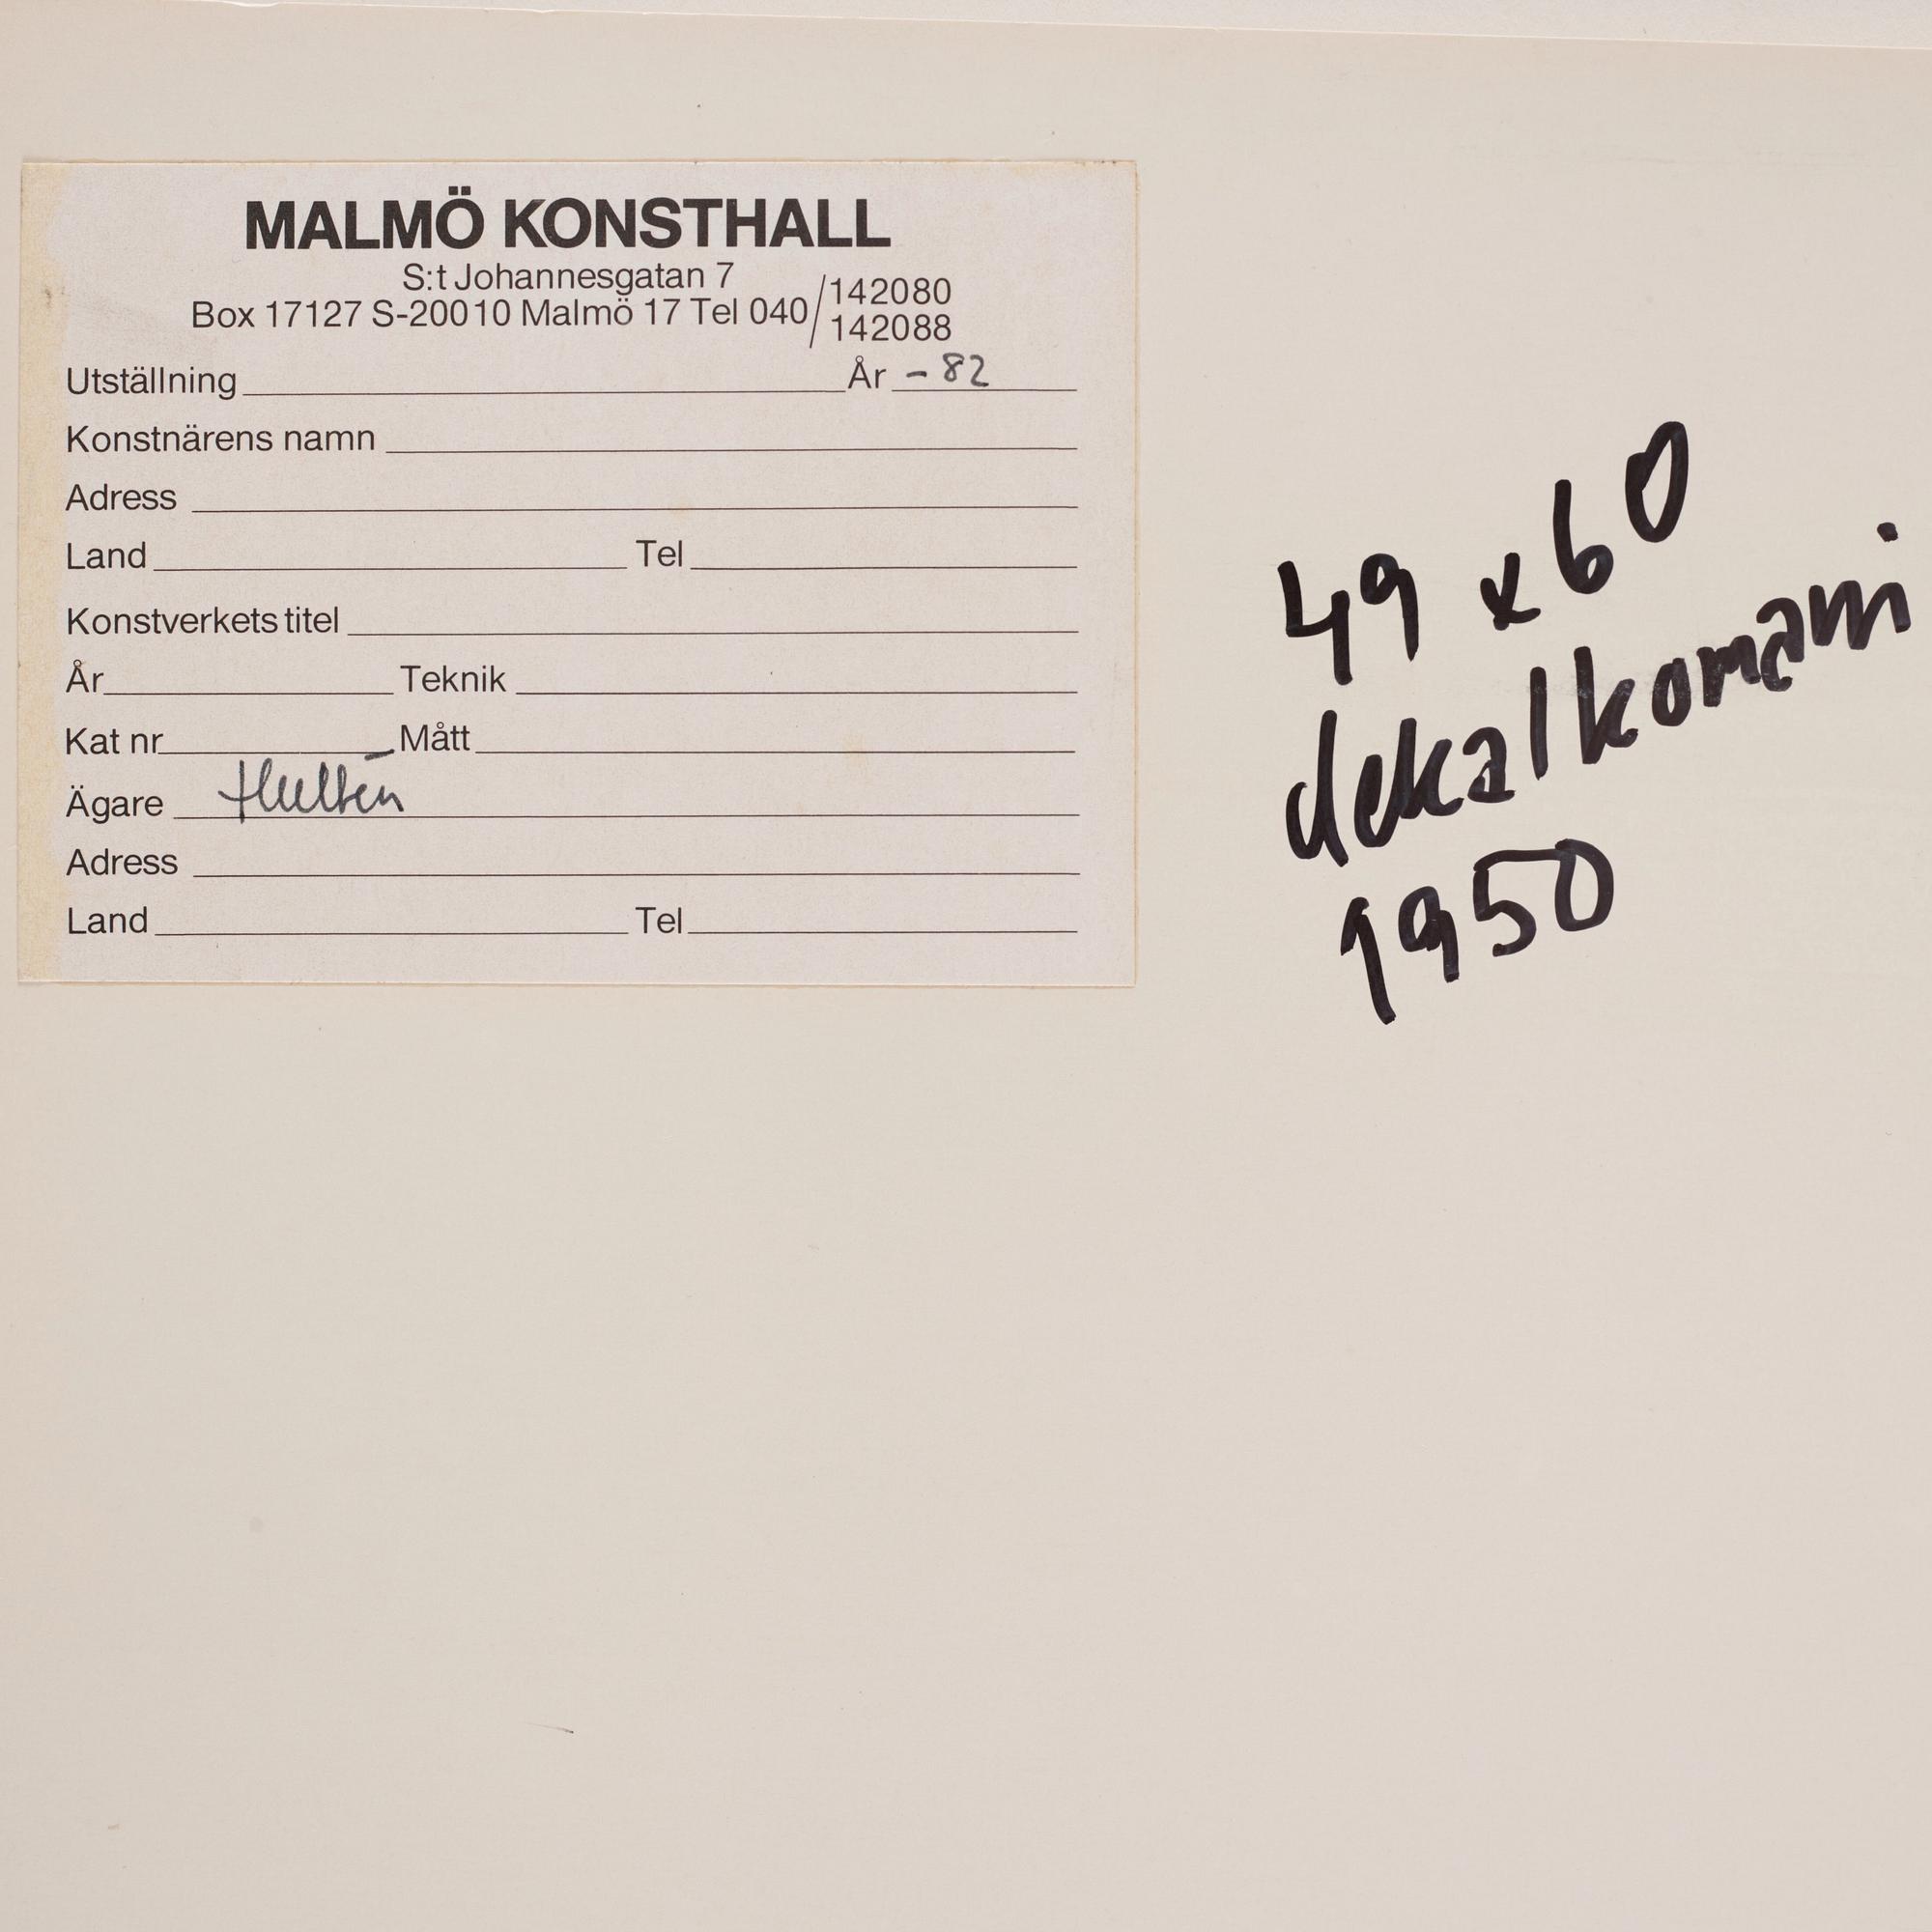 MALMÖ KONSTHALL
S:t Johannesgatan 7
Box 17127 S-20010 Malmö 17 Tel 040/142080
142088
Utställning År -82
Konstnärens namn
Adress
Land Tel
Konstverkets titel
År Teknik
Kat nr Mått
Ägare Hultén
Adress
Land Tel
49 x 60
dekalkomani
1950